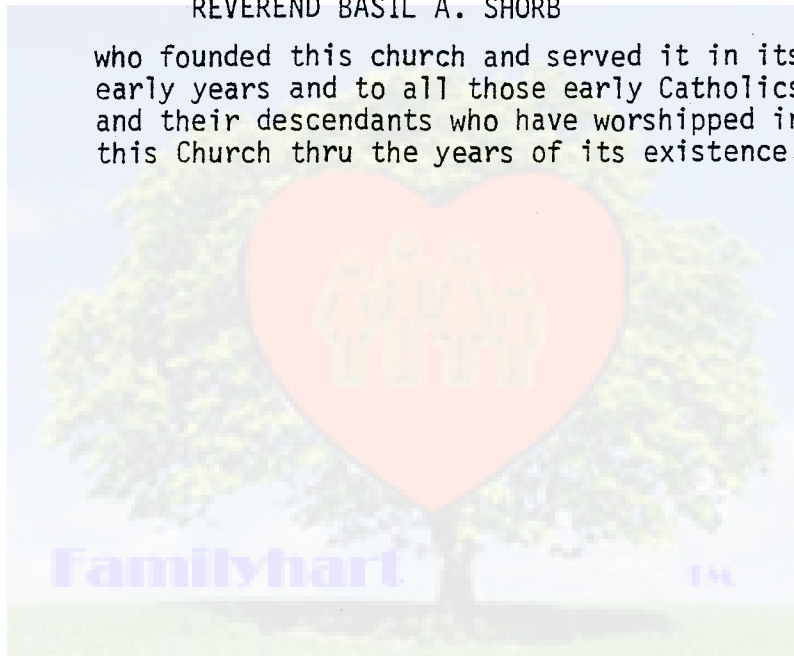 REVEREND BASIL A. SHORB
who founded this church and served it in its
early years and to all those early Catholics
and their descendants who have worshipped in
this Church thru the years of its existence.
Familyhart TM